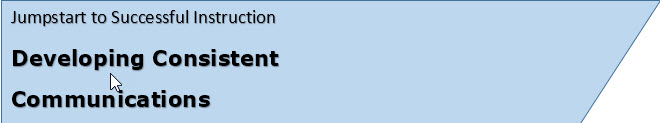 Jumpstart to Successful Instruction
Developing Consistent
Communications